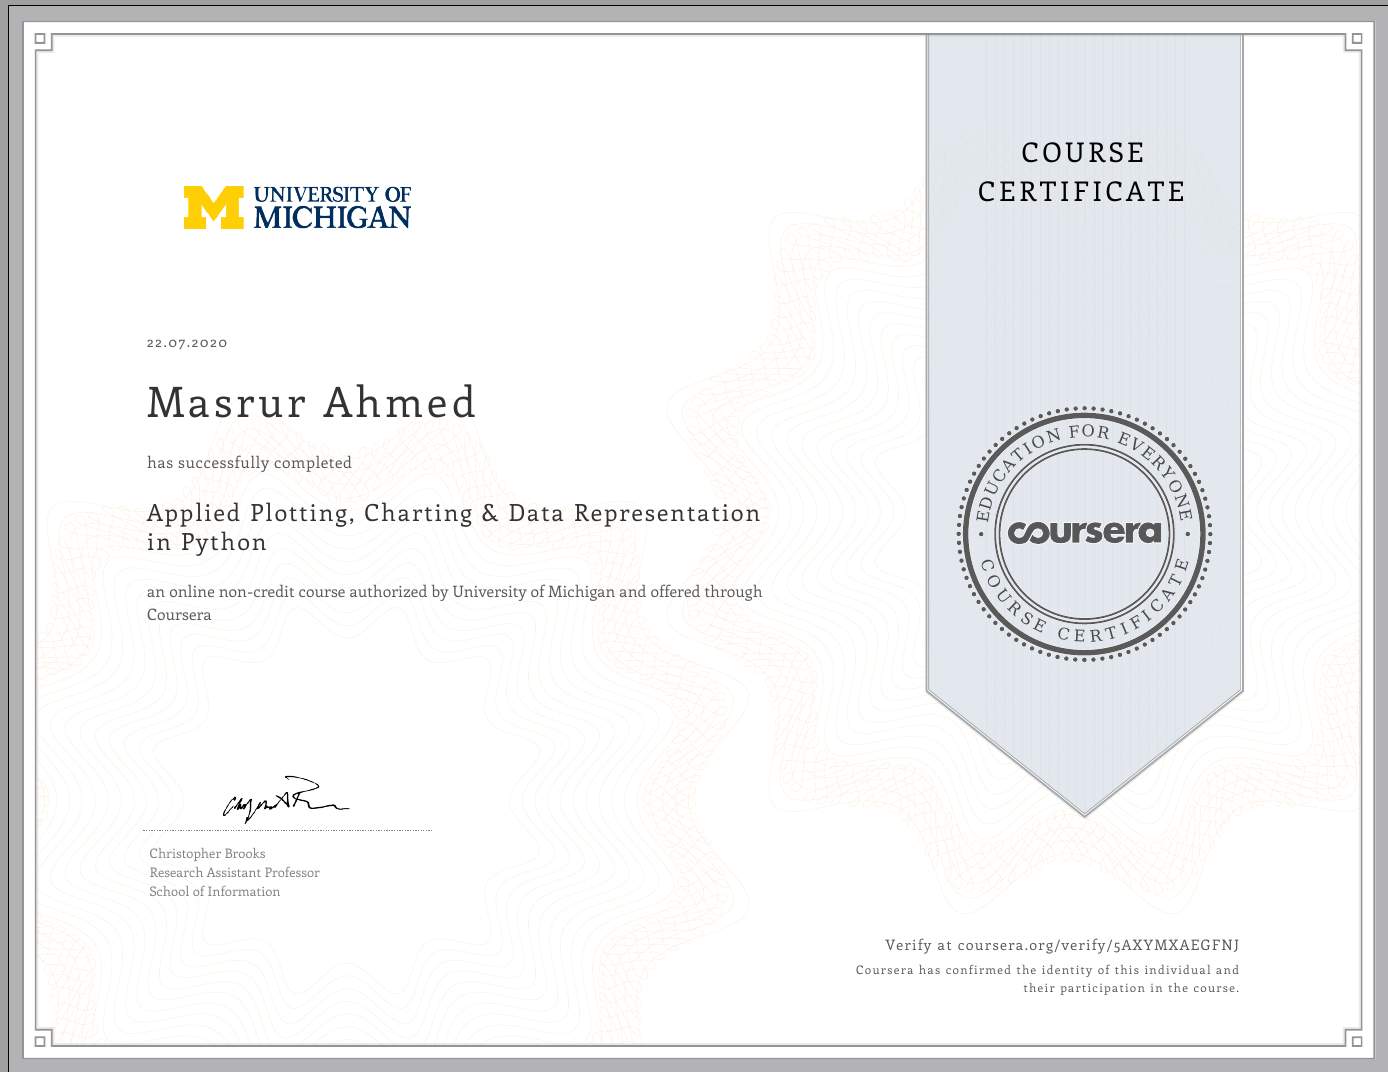 UNIVERSITY OF
MICHIGAN
COURSE
CERTIFICATE
22.07.2020
Masrur Ahmed
has successfully completed
Applied Plotting, Charting & Data Representation
in Python
an online non-credit course authorized by University of Michigan and offered through
Coursera
EDUCATION FOR EVERYONE
coursera
COURSE CERTIFICATE
Christopher Brooks
Research Assistant Professor
School of Information
Verify at coursera.org/verify/5AXYMXAEGFNJ
Coursera has confirmed the identity of this individual and
their participation in the course.